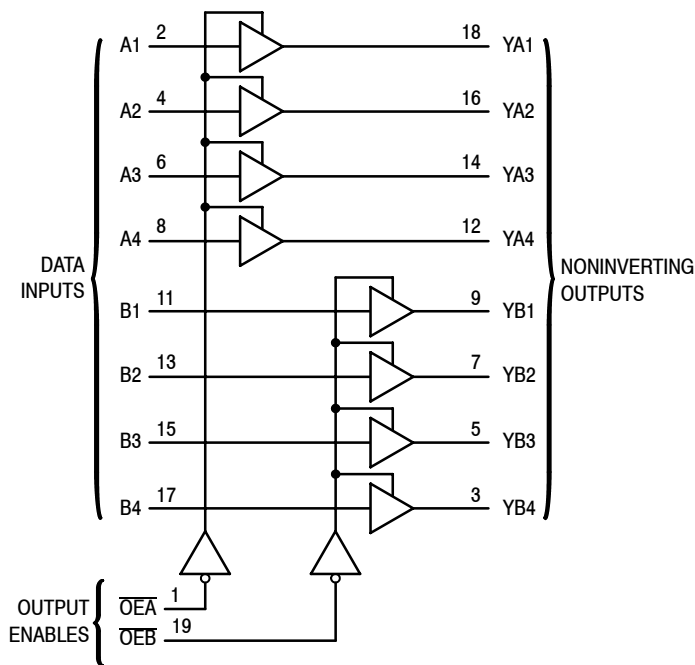 A1 2 18 YA1
A2 4 16 YA2
A3 6 14 YA3
A4 8 12 YA4
DATA
INPUTS
NONINVERTING
OUTPUTS
B1 11 9 YB1
B2 13 7 YB2
B3 15 5 YB3
B4 17 3 YB4
OUTPUT
ENABLES
O̅E̅A̅ 1
O̅E̅B̅ 19